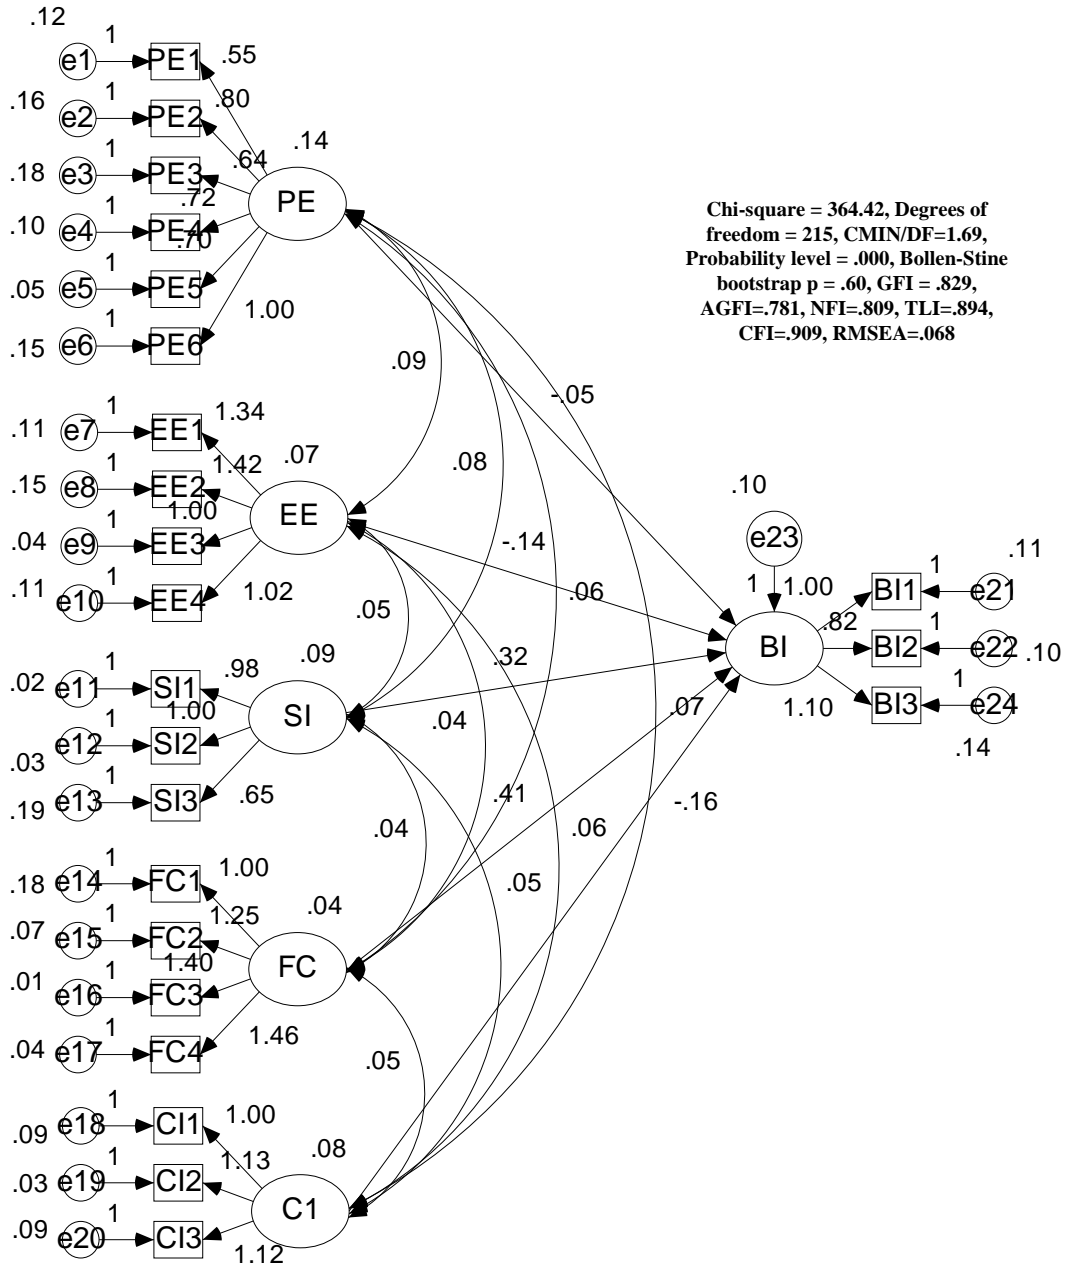 .12
1
e1
PE1
.55
.16
1
e2
PE2
.80
.14
.18
1
e3
PE3
.64
PE
.10
1
e4
PE4
.72
.70
.05
1
e5
PE5
.15
1
e6
PE6
1.00
Chi-square = 364.42, Degrees of
freedom = 215, CMIN/DF=1.69,
Probability level = .000, Bollen-Stine
bootstrap p = .60, GFI = .829,
AGFI=.781, NFI=.809, TLI=.894,
CFI=.909, RMSEA=.068
.09
-.05
.08
-.14
.06
.05
.32
.04
.07
.41
.04
.06
-.16
.05
.05
.11
1
e7
EE1
1.34
.07
.15
1
e8
EE2
1.42
EE
.04
1
e9
EE3
1.00
.11
1
e10
EE4
1.02
.10
e23
1
BI
1.00
BI1
1
e21
.11
.82
BI2
1
e22
.10
1.10
BI3
1
e24
.14
.02
1
e11
SI1
.98
.09
.03
1
e12
SI2
1.00
SI
.19
1
e13
SI3
.65
.18
1
e14
FC1
1.00
.04
.07
1
e15
FC2
1.25
FC
.01
1
e16
FC3
1.40
.04
1
e17
FC4
1.46
.09
1
e18
CI1
1.00
.08
.03
1
e19
CI2
1.13
C1
.09
1
e20
CI3
1.12